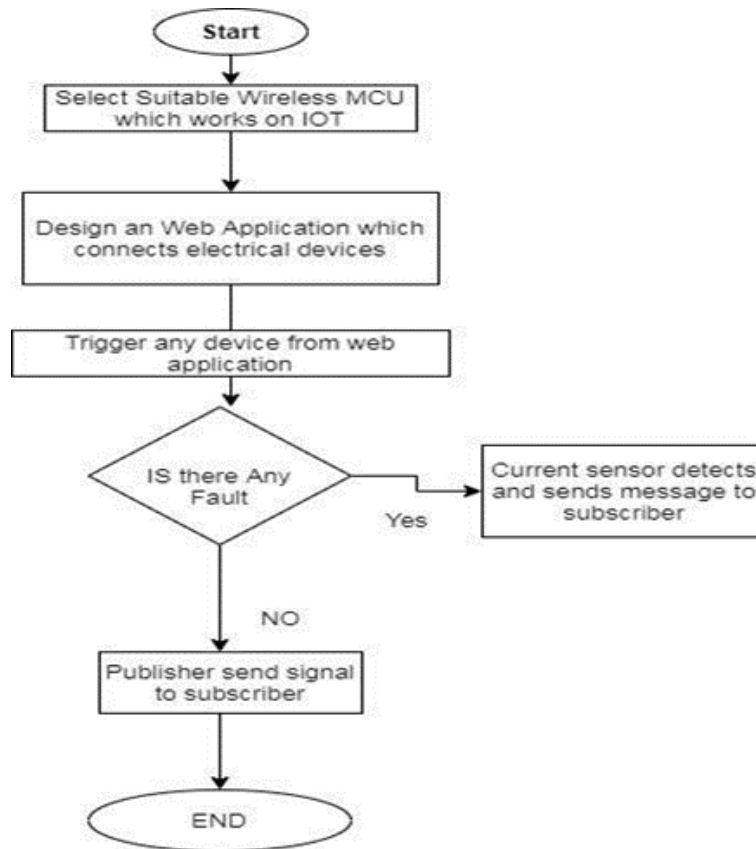 Start
Select Suitable Wireless MCU
which works on IOT
Design an Web Application which
connects electrical devices
Trigger any device from web
application
IS there Any
Fault
Yes
Current sensor detects
and sends message to
subscriber
NO
Publisher send signal
to subscriber
END